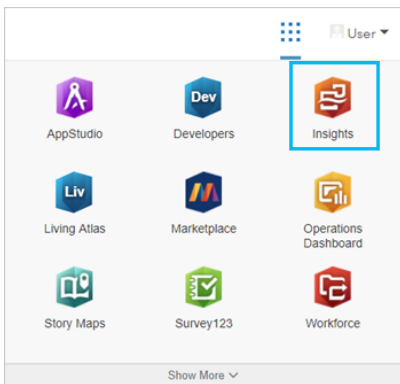 User
AppStudio
Dev
Developers
Insights
Liv
Living Atlas
Marketplace
Operations
Dashboard
Story Maps
Survey123
Workforce
Show More